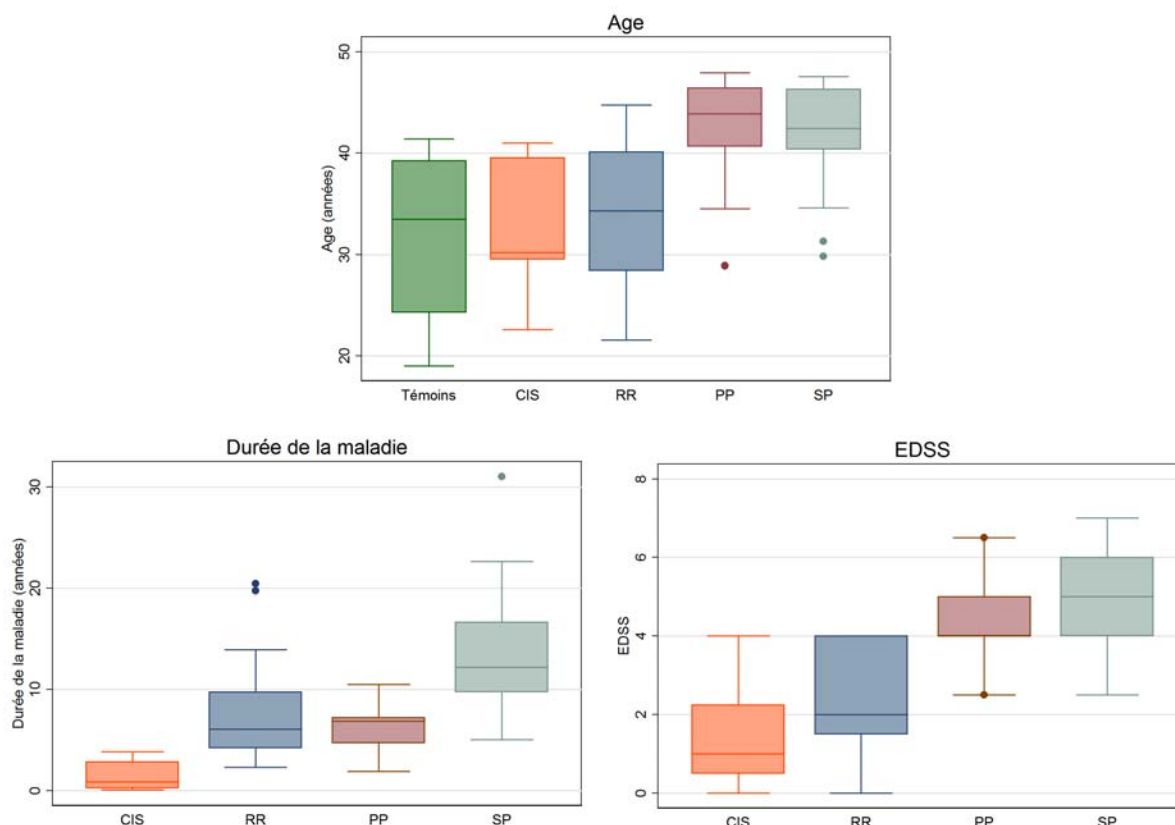 Age
Age (années)
50
40
30
20
Témoins CIS RR PP SP
Durée de la maladie
Durée de la maladie (années)
30
20
10
0
CIS RR PP SP
EDSS
EDSS
8
6
4
2
0
CIS RR PP SP